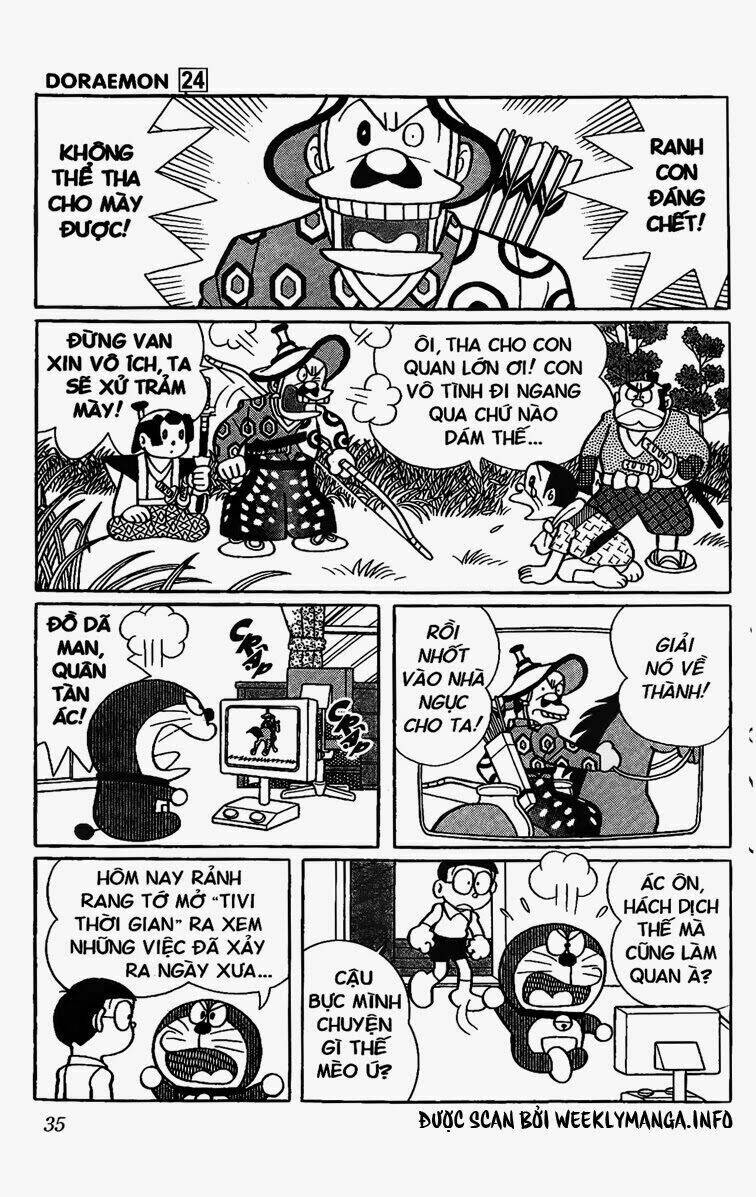 DORAEMON 24
RANH
CON
ĐÁNG
CHẾT!
KHÔNG
THỂ THA
CHO MÀY
ĐƯỢC!
ÔI, THA CHO CON
QUAN LỚN ƠI! CON
VÔ TÌNH ĐI NGANG
QUA CHỨ NÀO
DÁM THẾ...
ĐỪNG VAN
XIN VÔ ÍCH, TA
SẼ XỬ TRẢM
MÀY!
GIẢI
NÓ VỀ
THÀNH!
RỒI
NHỐT
VÀO NHÀ
NGỤC
CHO TA!
CRẬP
CRẬP
ĐỒ DÃ
MAN,
QUÂN
TÀN
ÁC!
ÁC ÔN,
HÁCH DỊCH
THẾ MÀ
CŨNG LÀM
QUAN À?
CẬU
BỰC MÌNH
CHUYỆN
GÌ THẾ
MÈO Ú?
HÔM NAY RẢNH
RANG TỚ MỞ “TIVI
THỜI GIAN” RA XEM
NHỮNG VIỆC ĐÃ XẢY
RA NGÀY XƯA...
35
ĐƯỢC SCAN BỞI WEEKLYMANGA.INFO